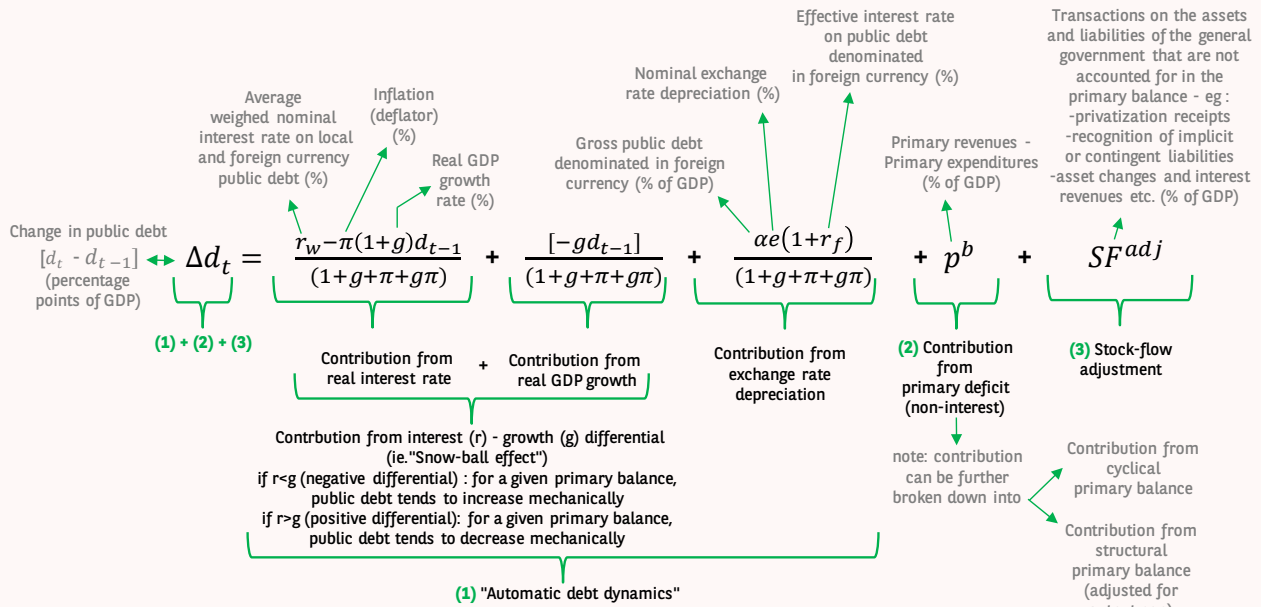 Effective interest rate
on public debt
denominated
in foreign currency (%)
Transactions on the assets
and liabilities of the general
government that are not
accounted for in the
primary balance - eg :
-privatization receipts
-recognition of implicit
or contingent liabilities
-asset changes and interest
revenues etc. (% of GDP)
Nominal exchange
rate depreciation (%)
Average
weighed nominal
interest rate on local
and foreign currency
public debt (%)
Inflation
(deflator)
(%)
Real GDP
growth
rate (%)
Gross public debt
denominated in foreign
currency (% of GDP)
Primary revenues -
Primary expenditures
(% of GDP)
Change in public debt
[d_t - d_{t-1}]
(percentage
points of GDP)
Δd_t = \frac{r_w-π(1+g)d_{t-1}}{(1+g+π+gπ)} + \frac{[-gd_{t-1}]}{(1+g+π+gπ)} + \frac{αe(1+r_f)}{(1+g+π+gπ)} + p^b + SF^{adj}
(1) + (2) + (3)
Contribution from
real interest rate
+
Contribution from
real GDP growth
Contribution from
exchange rate
depreciation
(2) Contribution
from
primary deficit
(non-interest)
(3) Stock-flow
adjustment
Contrbution from interest (r) - growth (g) differential
(ie."Snow-ball effect")
if r<g (negative differential) : for a given primary balance,
public debt tends to increase mechanically
if r>g (positive differential): for a given primary balance,
public debt tends to decrease mechanically
note: contribution
can be further
broken down into
Contribution from
cyclical
primary balance
Contribution from
structural
primary balance
(adjusted for
(1) "Automatic debt dynamics"